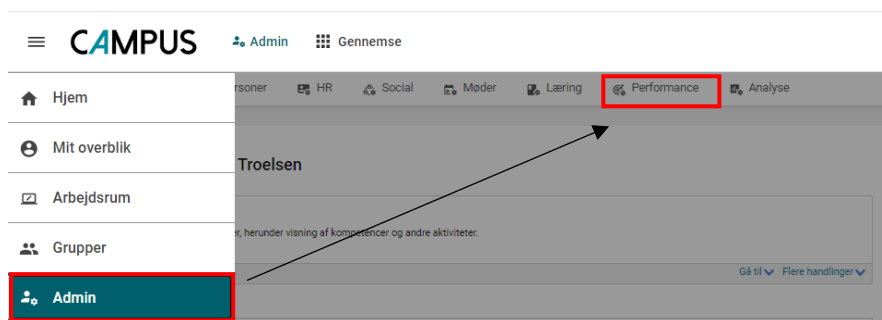 CAMPUS Admin Gennemse
Hjem
Mit overblik
Arbejdsrum
Grupper
Admin
rsoner HR Social Møder Læring Performance Analyse
Troelsen
, herunder visning af kompetencer og andre aktiviteter.
Gå til Flere handlinger